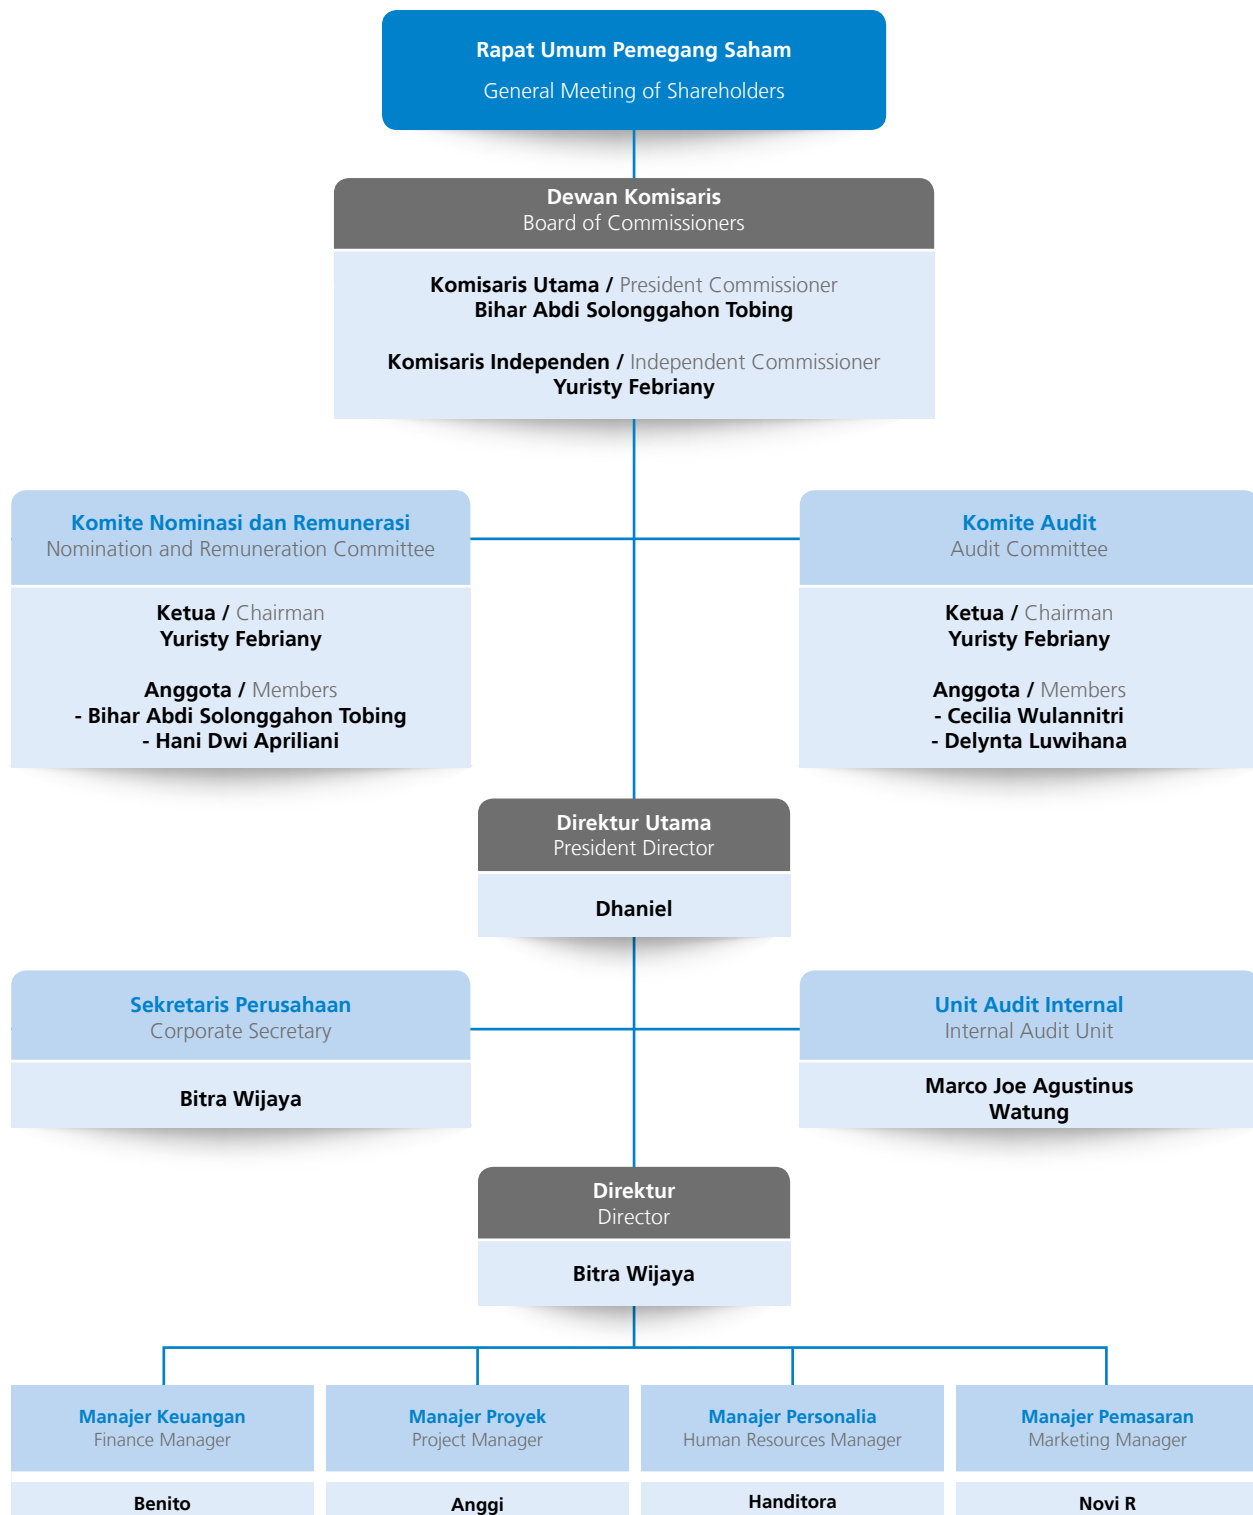 Rapat Umum Pemegang Saham
General Meeting of Shareholders
Dewan Komisaris
Board of Commissioners
Komisaris Utama / President Commissioner
Bihar Abdi Solonggahon Tobing
Komisaris Independen / Independent Commissioner
Yuristy Febriany
Komite Nominasi dan Remunerasi
Nomination and Remuneration Committee
Ketua / Chairman
Yuristy Febriany
Anggota / Members
- Bihar Abdi Solonggahon Tobing
- Hani Dwi Apriliani
Komite Audit
Audit Committee
Ketua / Chairman
Yuristy Febriany
Anggota / Members
- Cecilia Wulannitri
- Delynta Luwihana
Direktur Utama
President Director
Dhaniel
Sekretaris Perusahaan
Corporate Secretary
Bitra Wijaya
Unit Audit Internal
Internal Audit Unit
Marco Joe Agustinus
Watung
Direktur
Director
Bitra Wijaya
Manajer Keuangan
Finance Manager
Benito
Manajer Proyek
Project Manager
Anggi
Manajer Personalia
Human Resources Manager
Handitora
Manajer Pemasaran
Marketing Manager
Novi R